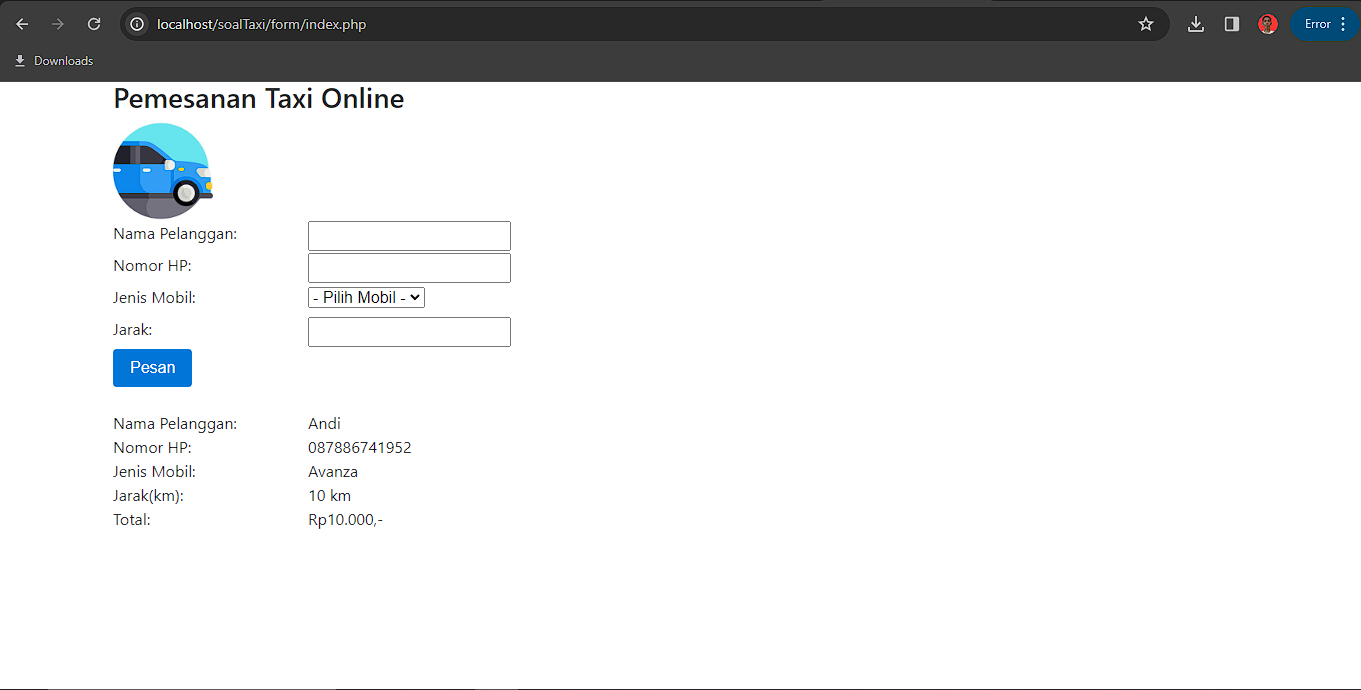 localhost/soalTaxi/form/index.php
Error
Downloads
Pemesanan Taxi Online
Nama Pelanggan:
Nomor HP:
Jenis Mobil: - Pilih Mobil -
Jarak:
Pesan
Nama Pelanggan: Andi
Nomor HP: 087886741952
Jenis Mobil: Avanza
Jarak(km): 10 km
Total: Rp10.000,-